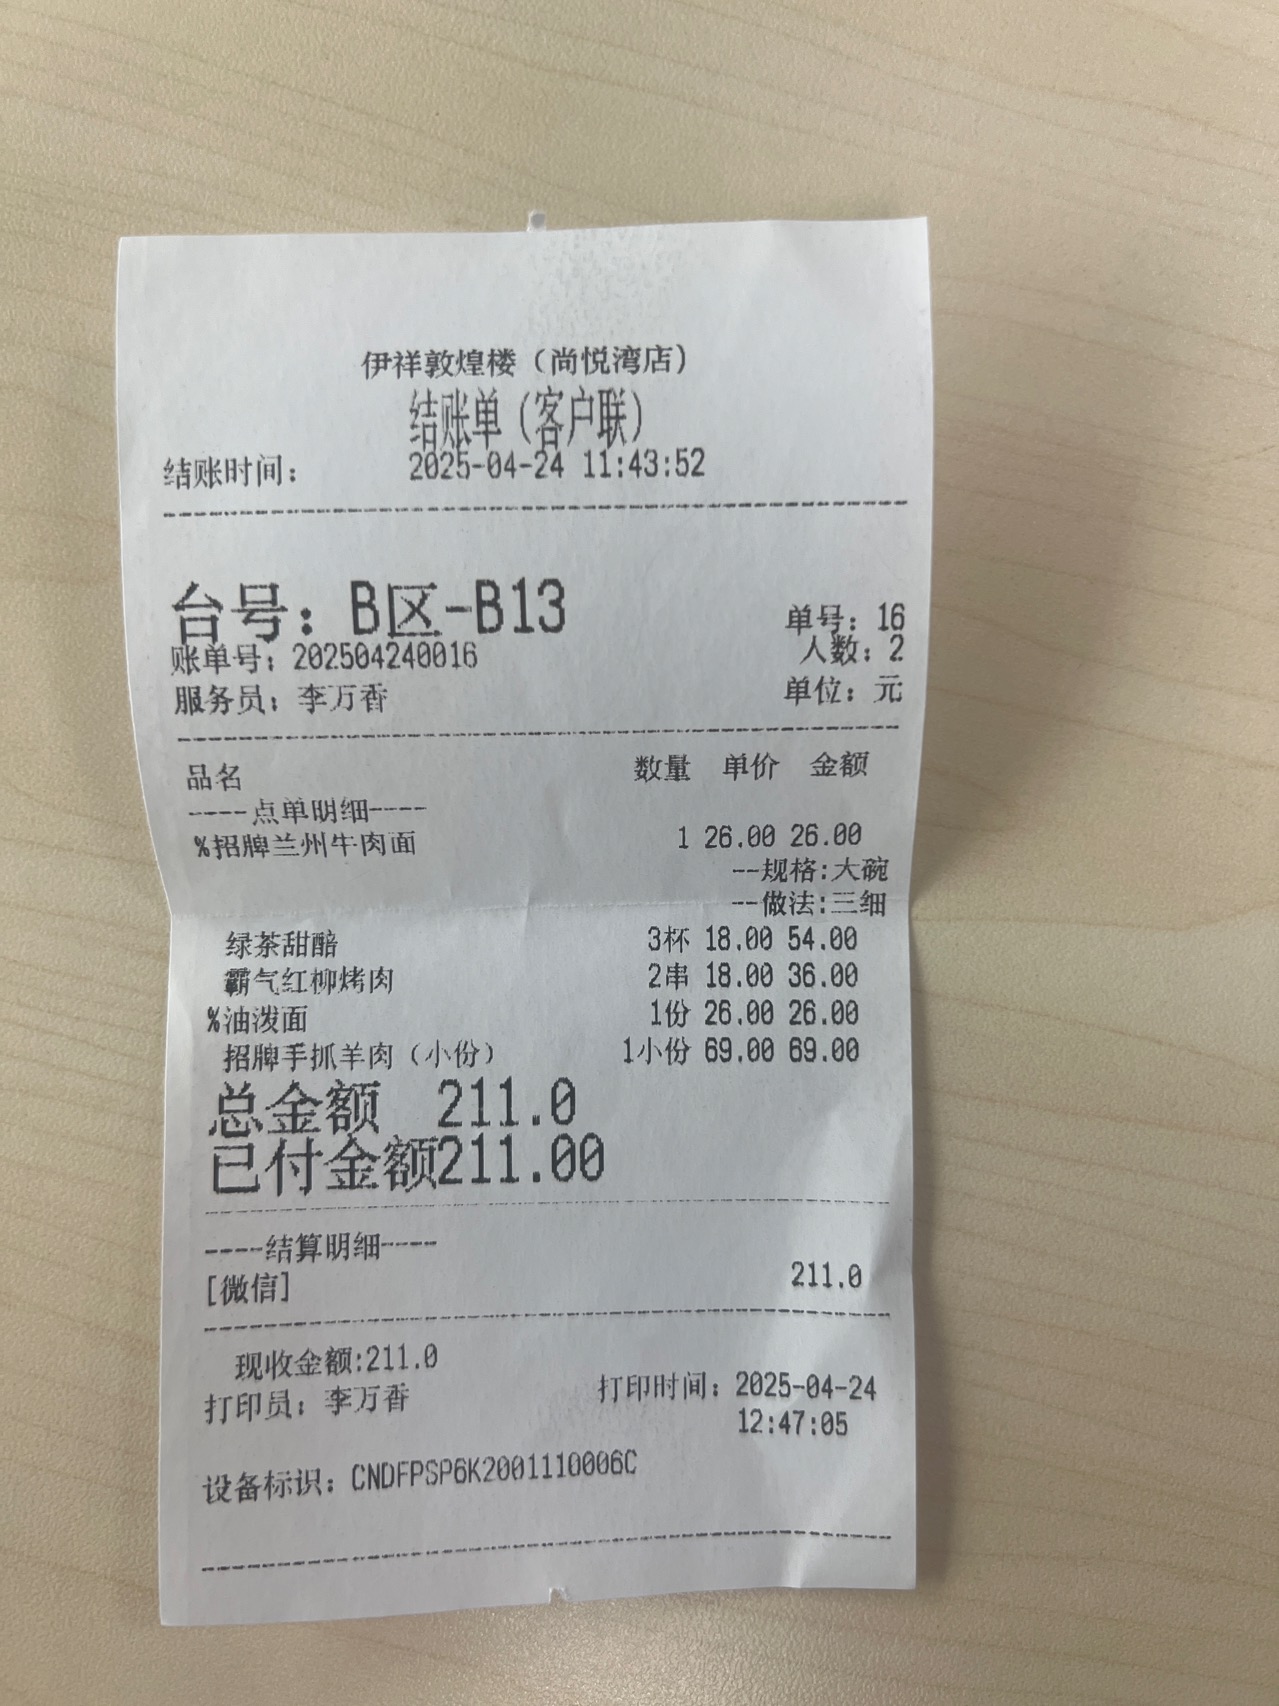 伊祥敦煌楼（尚悦湾店）
结账单（客户联）
结账时间： 2025-04-24 11:43:52
台号：B区-B13
单号：16
账单号：202504240016 人数：2
服务员：李万香 单位：元
品名 数量 单价 金额
----点单明细----
%招牌兰州牛肉面 1 26.00 26.00
--规格:大碗
--做法:三细
绿茶甜醅 3杯 18.00 54.00
霸气红柳烤肉 2串 18.00 36.00
%油泼面 1份 26.00 26.00
招牌手抓羊肉（小份） 1小份 69.00 69.00
总金额 211.0
已付金额211.00
----结算明细----
[微信] 211.0
现收金额:211.0
打印员：李万香 打印时间：2025-04-24
12:47:05
设备标识：CNDFPSP6K2001110006C